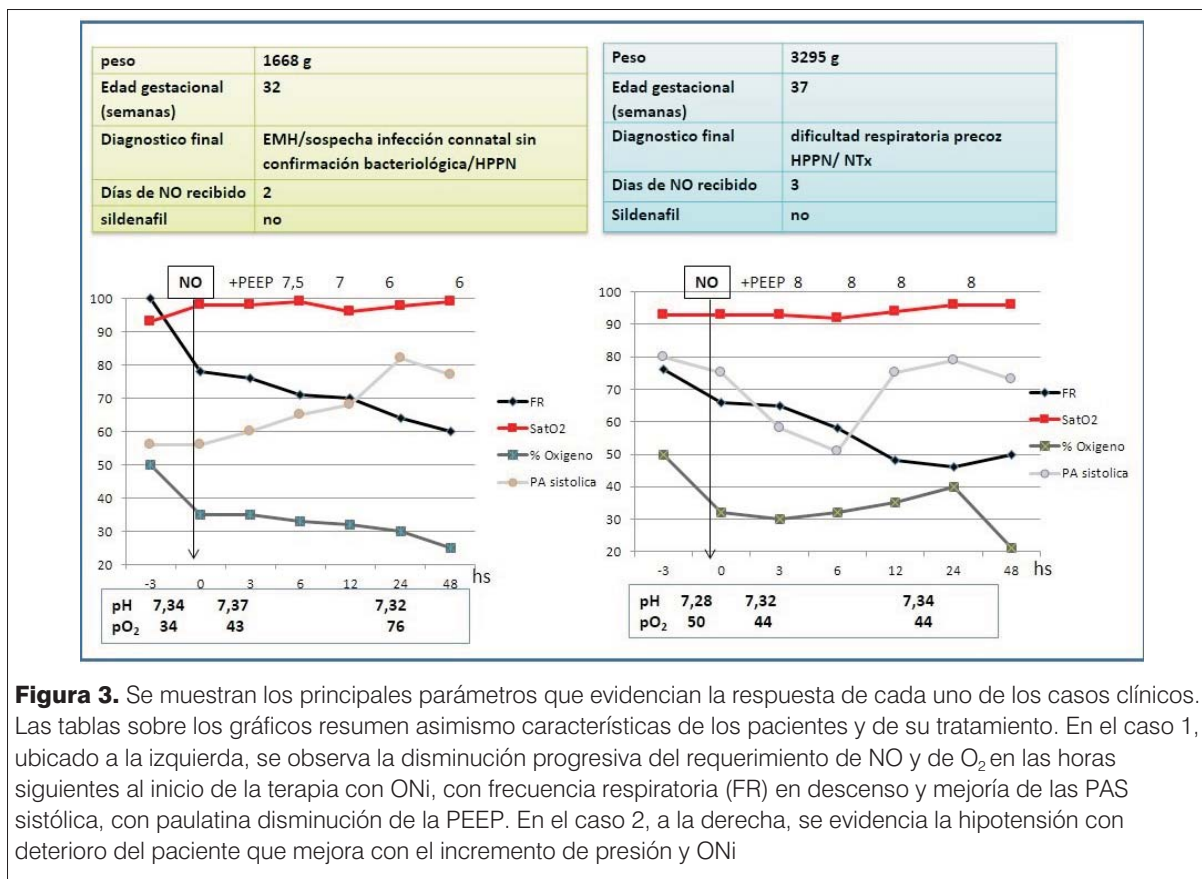 peso 1668 g
Edad gestacional 32
(semanas)
Diagnostico final EMH/sospecha infección connatal sin
confirmación bacteriológica/HPPN
Días de NO recibido 2
sildenafil no
Peso 3295 g
Edad gestacional 37
(semanas)
Diagnostico final dificultad respiratoria precoz
HPPN/ NTx
Dias de NO recibido 3
Sildenafil no
NO +PEEP 7,5 7 6 6
100
90
80
70
60
50
40
30
20
-3 0 3 6 12 24 48 hs
FR
SatO2
% Oxigeno
PA sistolica
pH 7,34 7,37 7,32
pO2 34 43 76
NO +PEEP 8 8 8 8
100
90
80
70
60
50
40
30
20
-3 0 3 6 12 24 48 hs
FR
SatO2
% Oxigeno
PA sistolica
pH 7,28 7,32 7,34
pO2 50 44 44
Figura 3. Se muestran los principales parámetros que evidencian la respuesta de cada uno de los casos clínicos.
Las tablas sobre los gráficos resumen asimismo características de los pacientes y de su tratamiento. En el caso 1,
ubicado a la izquierda, se observa la disminución progresiva del requerimiento de NO y de O2 en las horas
siguientes al inicio de la terapia con ONi, con frecuencia respiratoria (FR) en descenso y mejoría de las PAS
sistólica, con paulatina disminución de la PEEP. En el caso 2, a la derecha, se evidencia la hipotensión con
deterioro del paciente que mejora con el incremento de presión y ONi